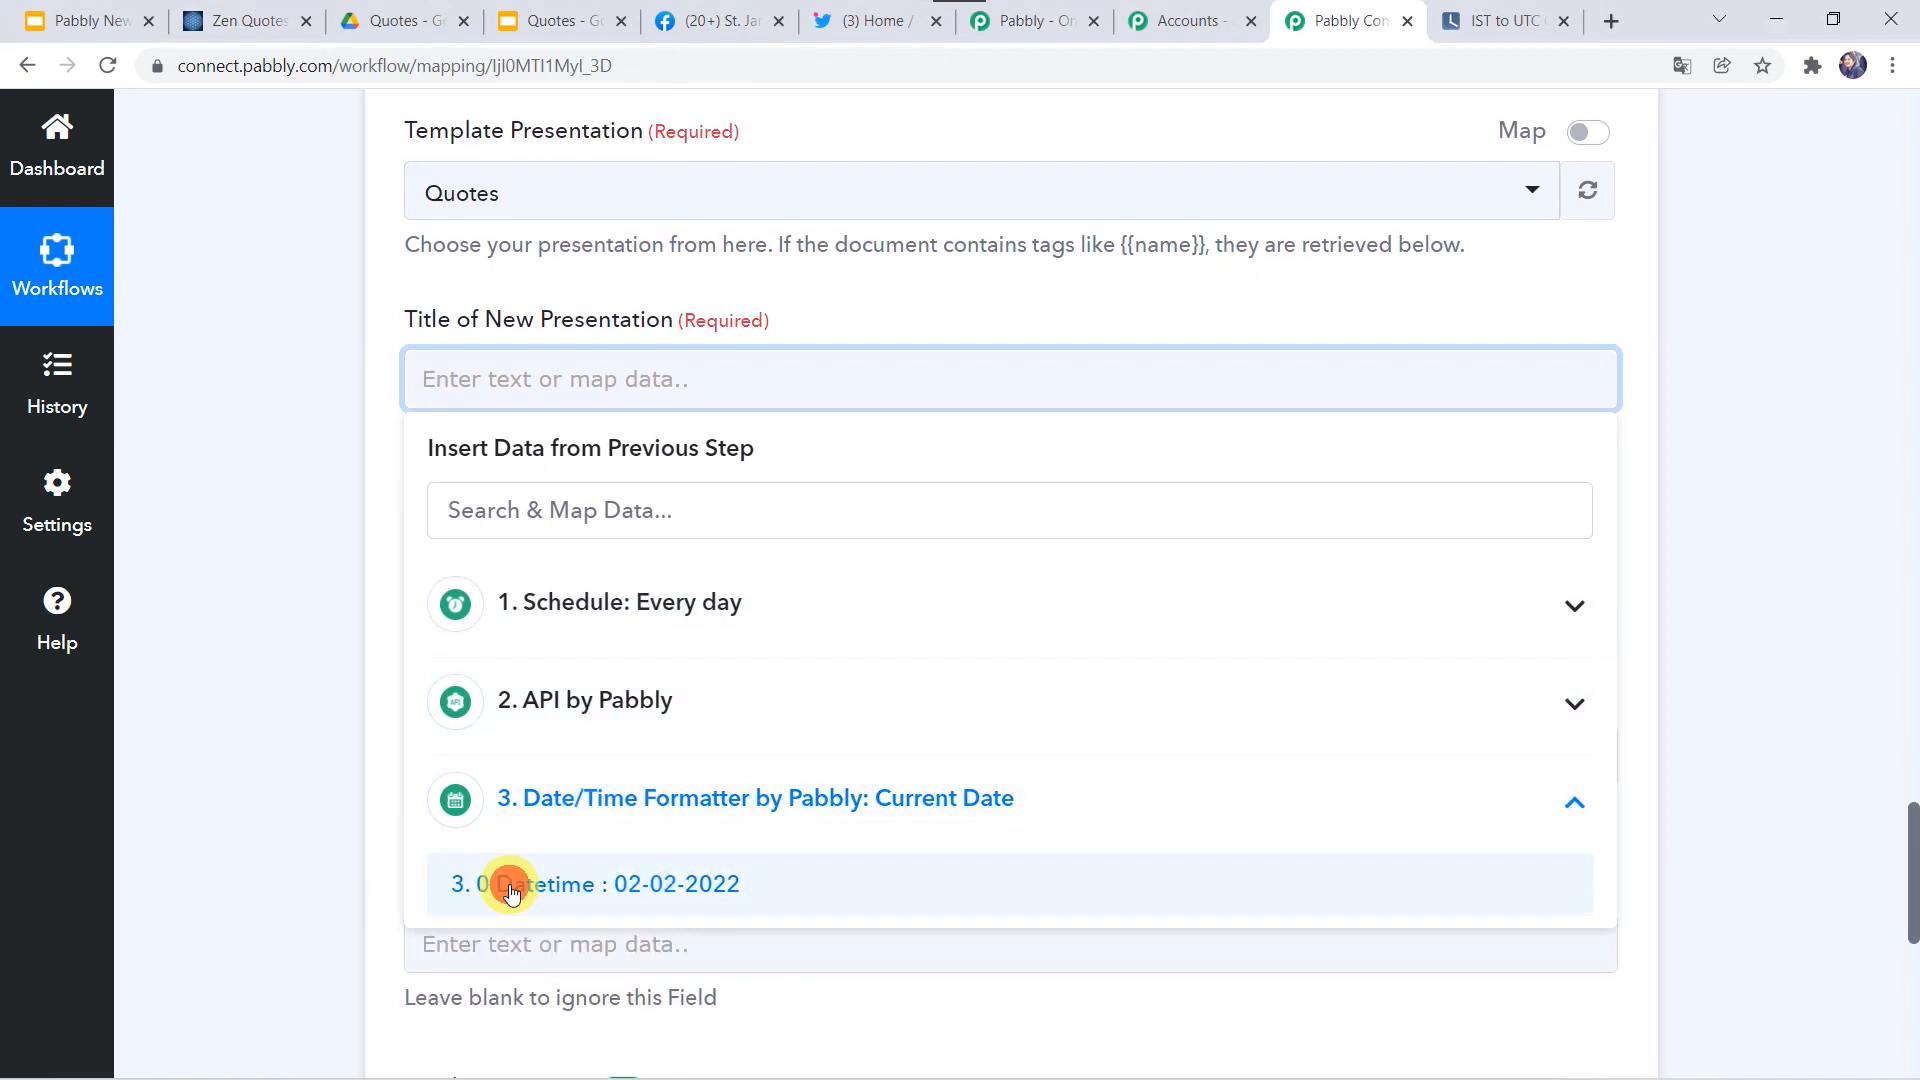 Pabbly New
Zen Quotes
Quotes - Go
Quotes - Go
(20+) St. Jar
(3) Home /
Pabbly - On
Accounts -
Pabbly Con
IST to UTC
connect.pabbly.com/workflow/mapping/IjI0MTI1MyI_3D
Dashboard
Workflows
History
Settings
Help
Template Presentation (Required)
Map
Quotes
Choose your presentation from here. If the document contains tags like {{name}}, they are retrieved below.
Title of New Presentation (Required)
Enter text or map data..
Insert Data from Previous Step
Search & Map Data...
1. Schedule: Every day
API
2. API by Pabbly
3. Date/Time Formatter by Pabbly: Current Date
3. 0 Datetime : 02-02-2022
Enter text or map data..
Leave blank to ignore this Field